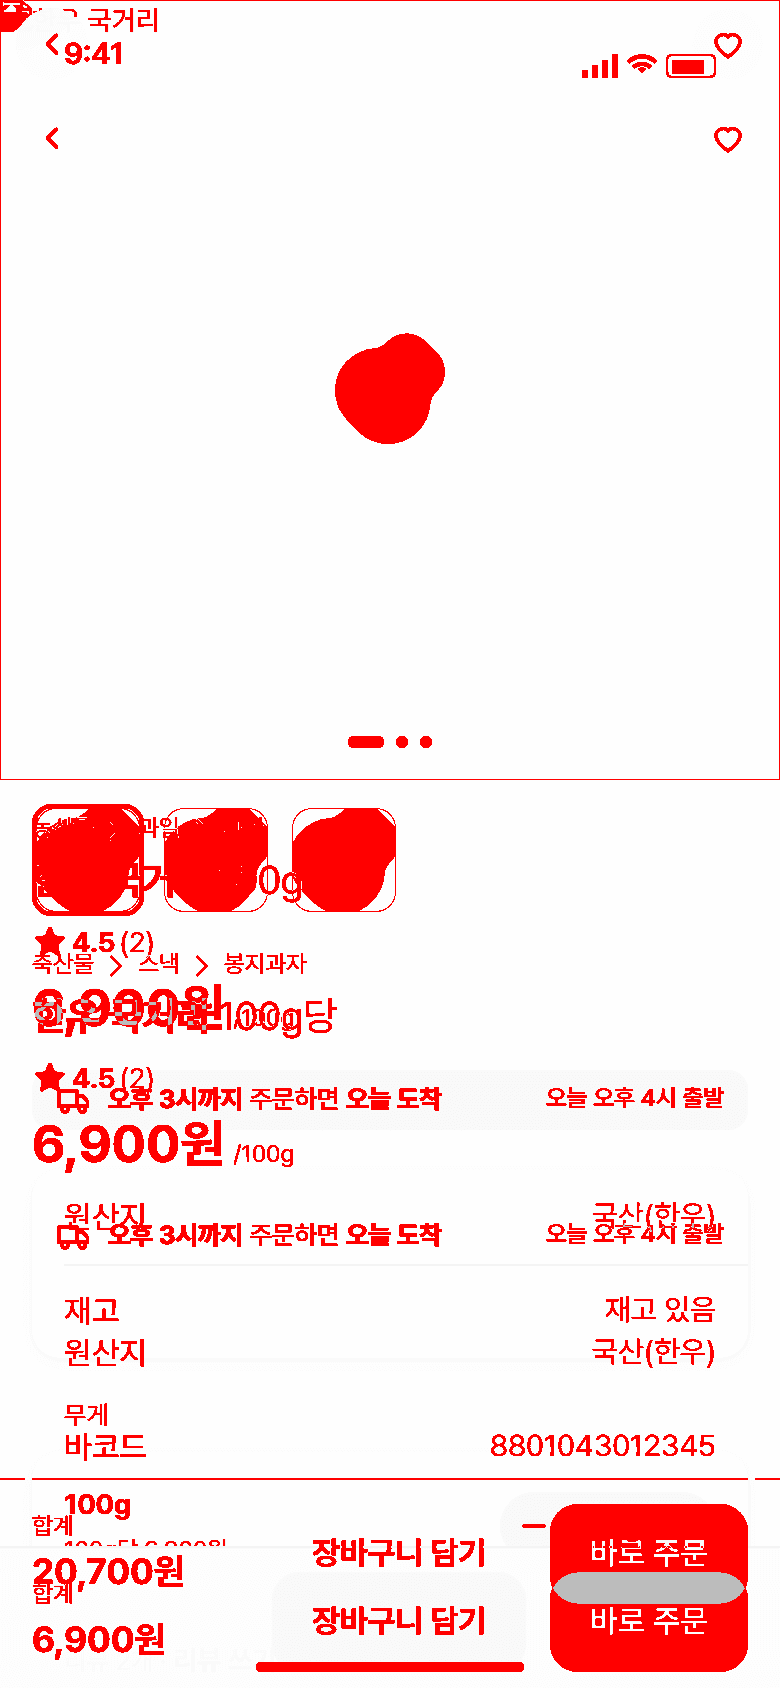 국거리
9:41
4.5 (2)
축산물 > 스낵 > 봉지과자
100g당
4.5 (2)
오후 3시까지 주문하면 오늘 도착 오늘 오후 4시 출발
6,900원 /100g
원산지 국산(한우)
오후 3시까지 주문하면 오늘 도착 오늘 오후 4시 출발
재고 재고 있음
원산지 국산(한우)
무게
바코드 8801043012345
100g
합계
장바구니 담기 바로 주문
20,700원
합계
장바구니 담기 바로 주문
6,900원